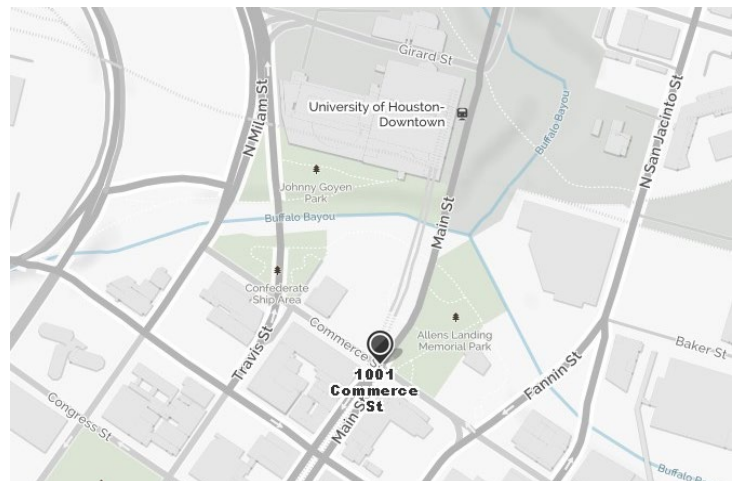 Girard St
N Milam St
University of Houston-
Downtown
Buffalo Bayou
N San Jacinto St
Johnny Goyen
Park
Buffalo Bayou
Main St
Confederate
Ship Area
Commerce St
Travis St
Allens Landing
Memorial Park
Baker St
1001
Commerce
St
Fannin St
Main St
Congress St
Buffalo B